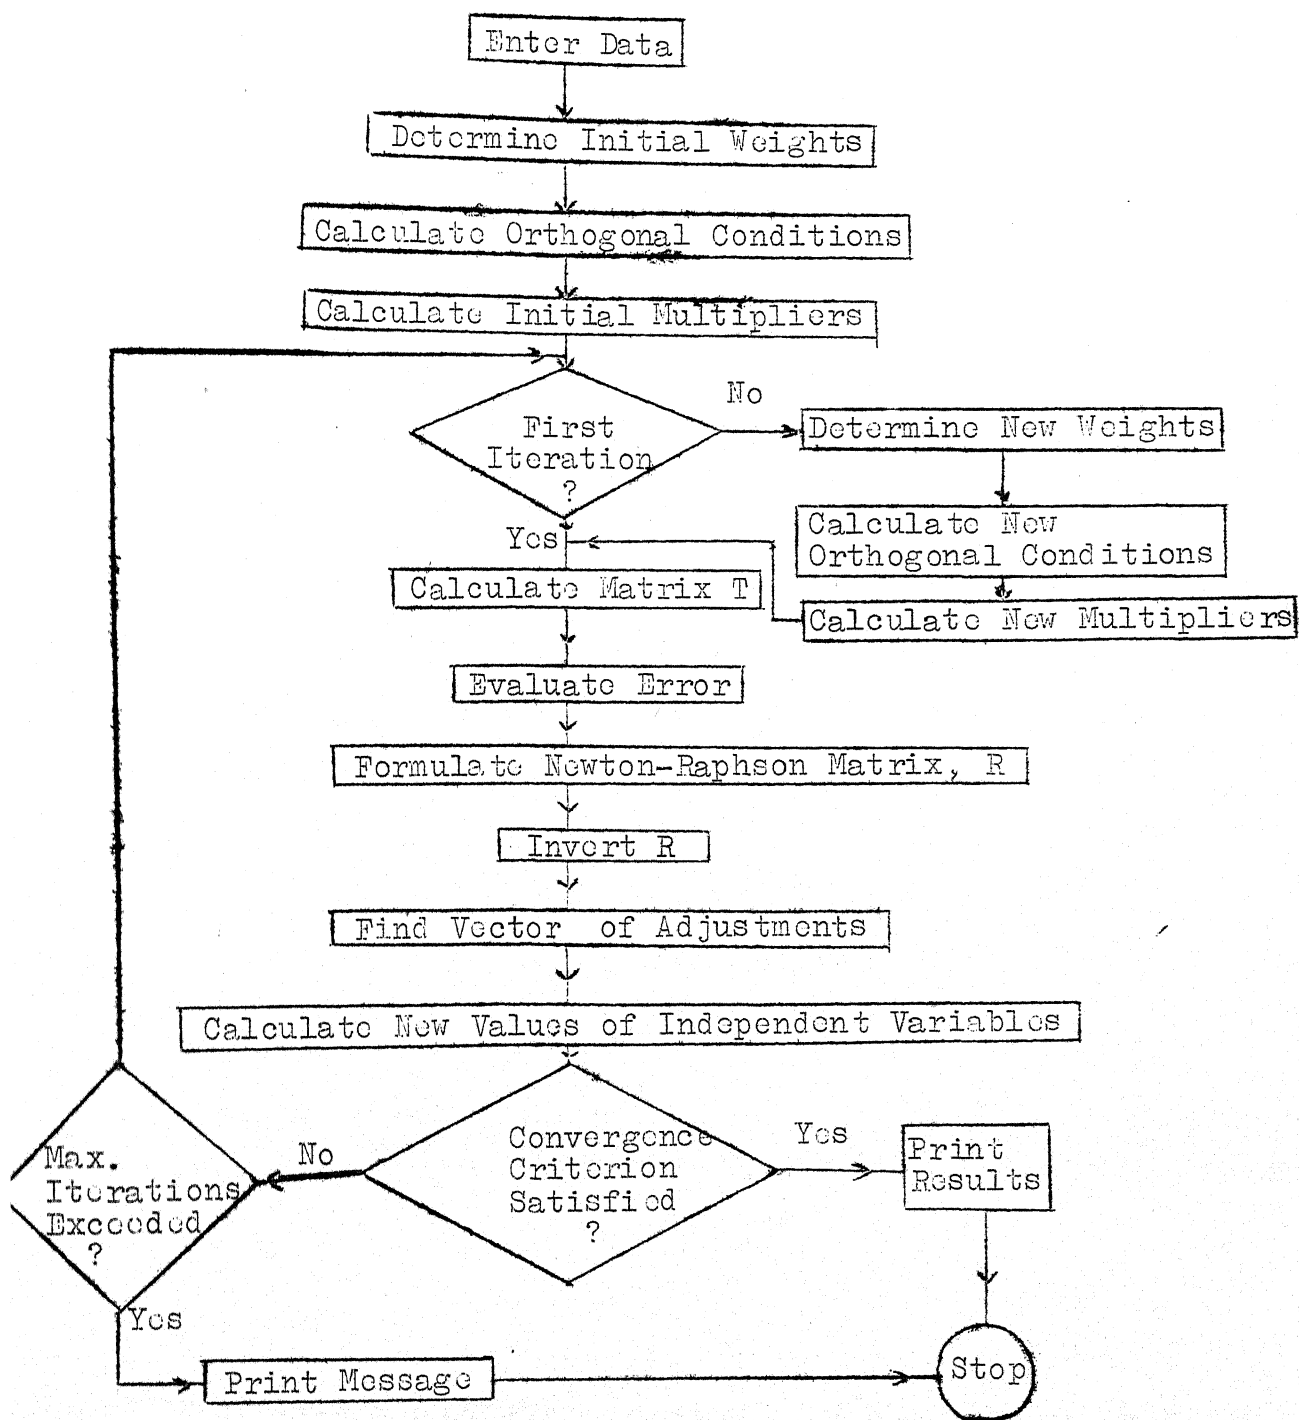 Enter Data
Determine Initial Weights
Calculate Orthogonal Conditions
Calculate Initial Multipliers
No
First
Iteration
?
Determine New Weights
Calculate New
Orthogonal Conditions
Yes
Calculate Matrix T
Calculate New Multipliers
Evaluate Error
Formulate Newton-Raphson Matrix, R
Invert R
Find Vector of Adjustments
Calculate New Values of Independent Variables
Max.
Iterations
Exceeded
?
No
Convergence
Criterion
Satisfied
?
Yes
Print
Results
Yes
Print Message
Stop